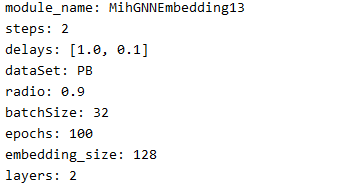 module_name: MihGNNEmbedding13
steps: 2
delays: [1.0, 0.1]
dataSet: PB
radio: 0.9
batchSize: 32
epochs: 100
embedding_size: 128
layers: 2